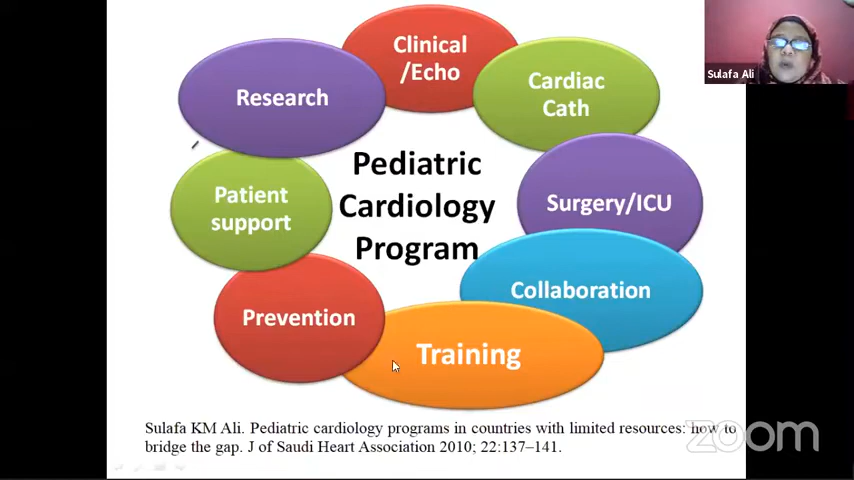 Clinical
/Echo
Cardiac
Cath
Research
Patient
support
Pediatric
Cardiology
Program
Surgery/ICU
Collaboration
Prevention
Training
Sulafa KM Ali. Pediatric cardiology programs in countries with limited resources: how to
bridge the gap. J of Saudi Heart Association 2010; 22:137–141.
Sulafa Ali
zoom